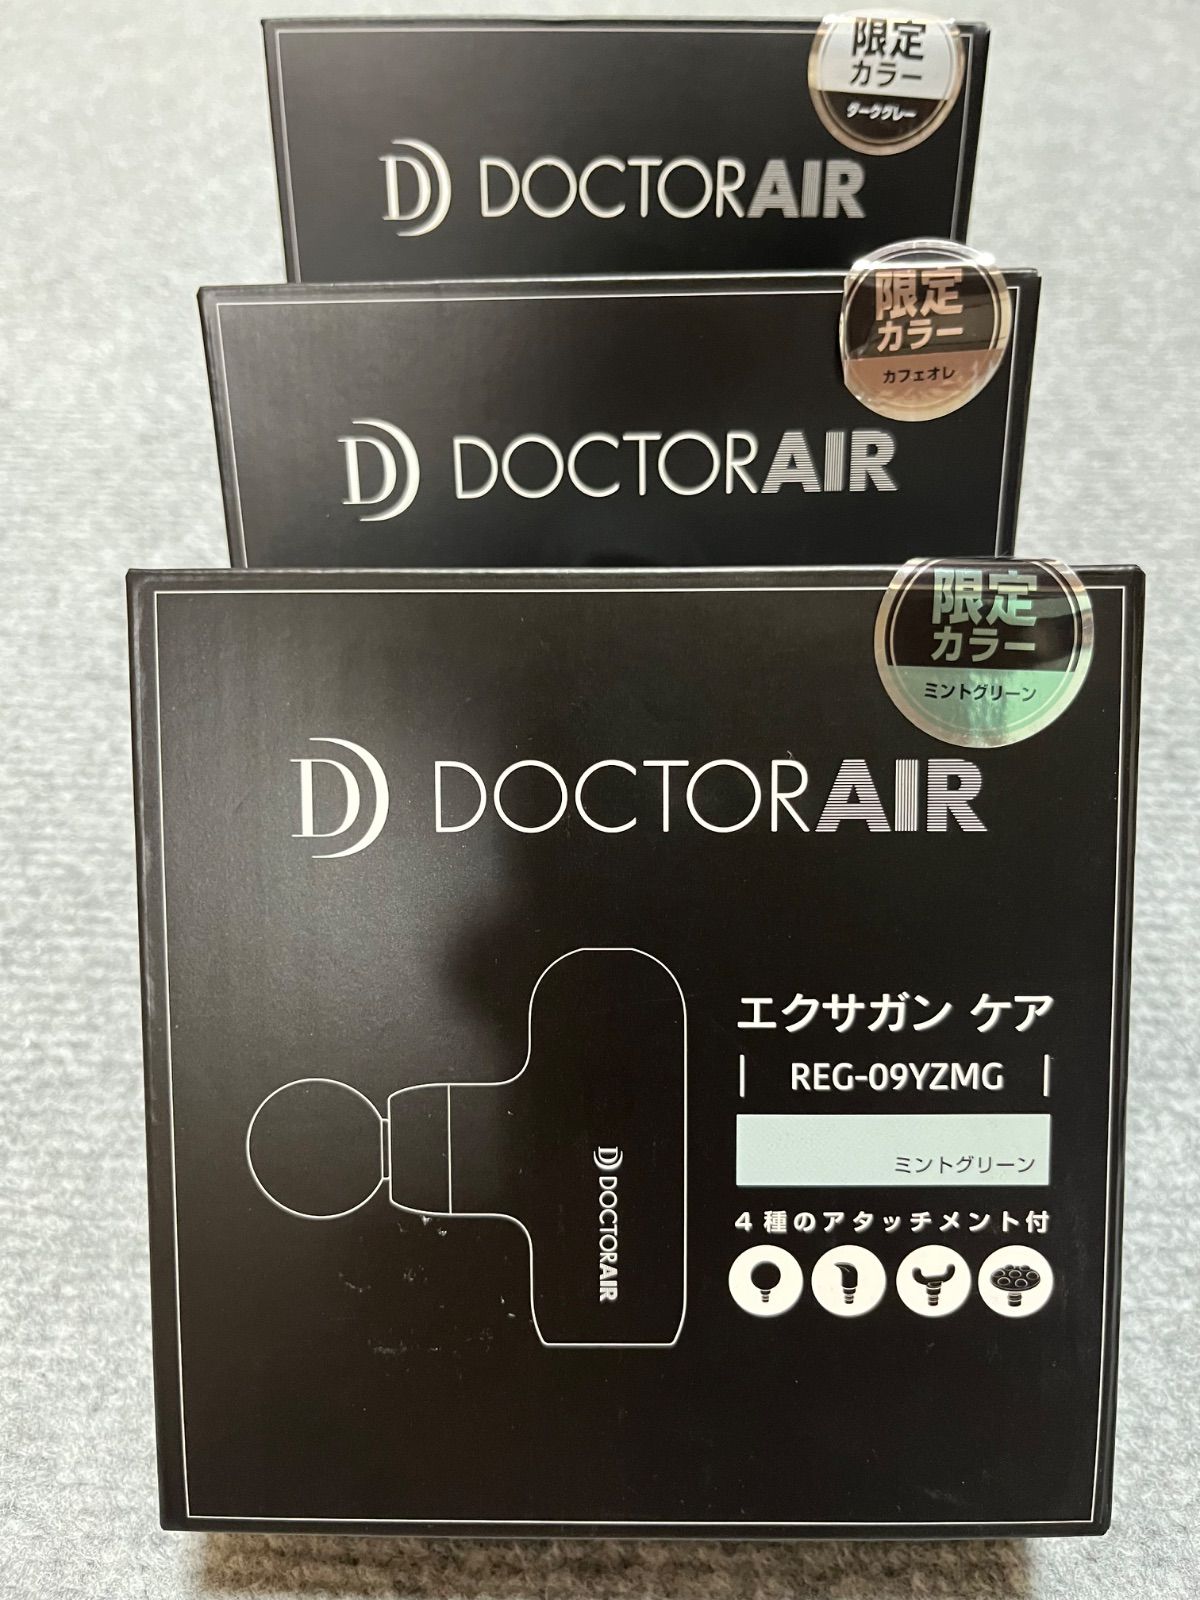 限定
カラー
ダークグレー
DOCTORAIR
限定
カラー
カフェオレ
DOCTORAIR
限定
カラー
ミントグリーン
DOCTORAIR
エクサガン ケア
REG-09YZMG
ミントグリーン
4種のアタッチメント付
DOCTORAIR